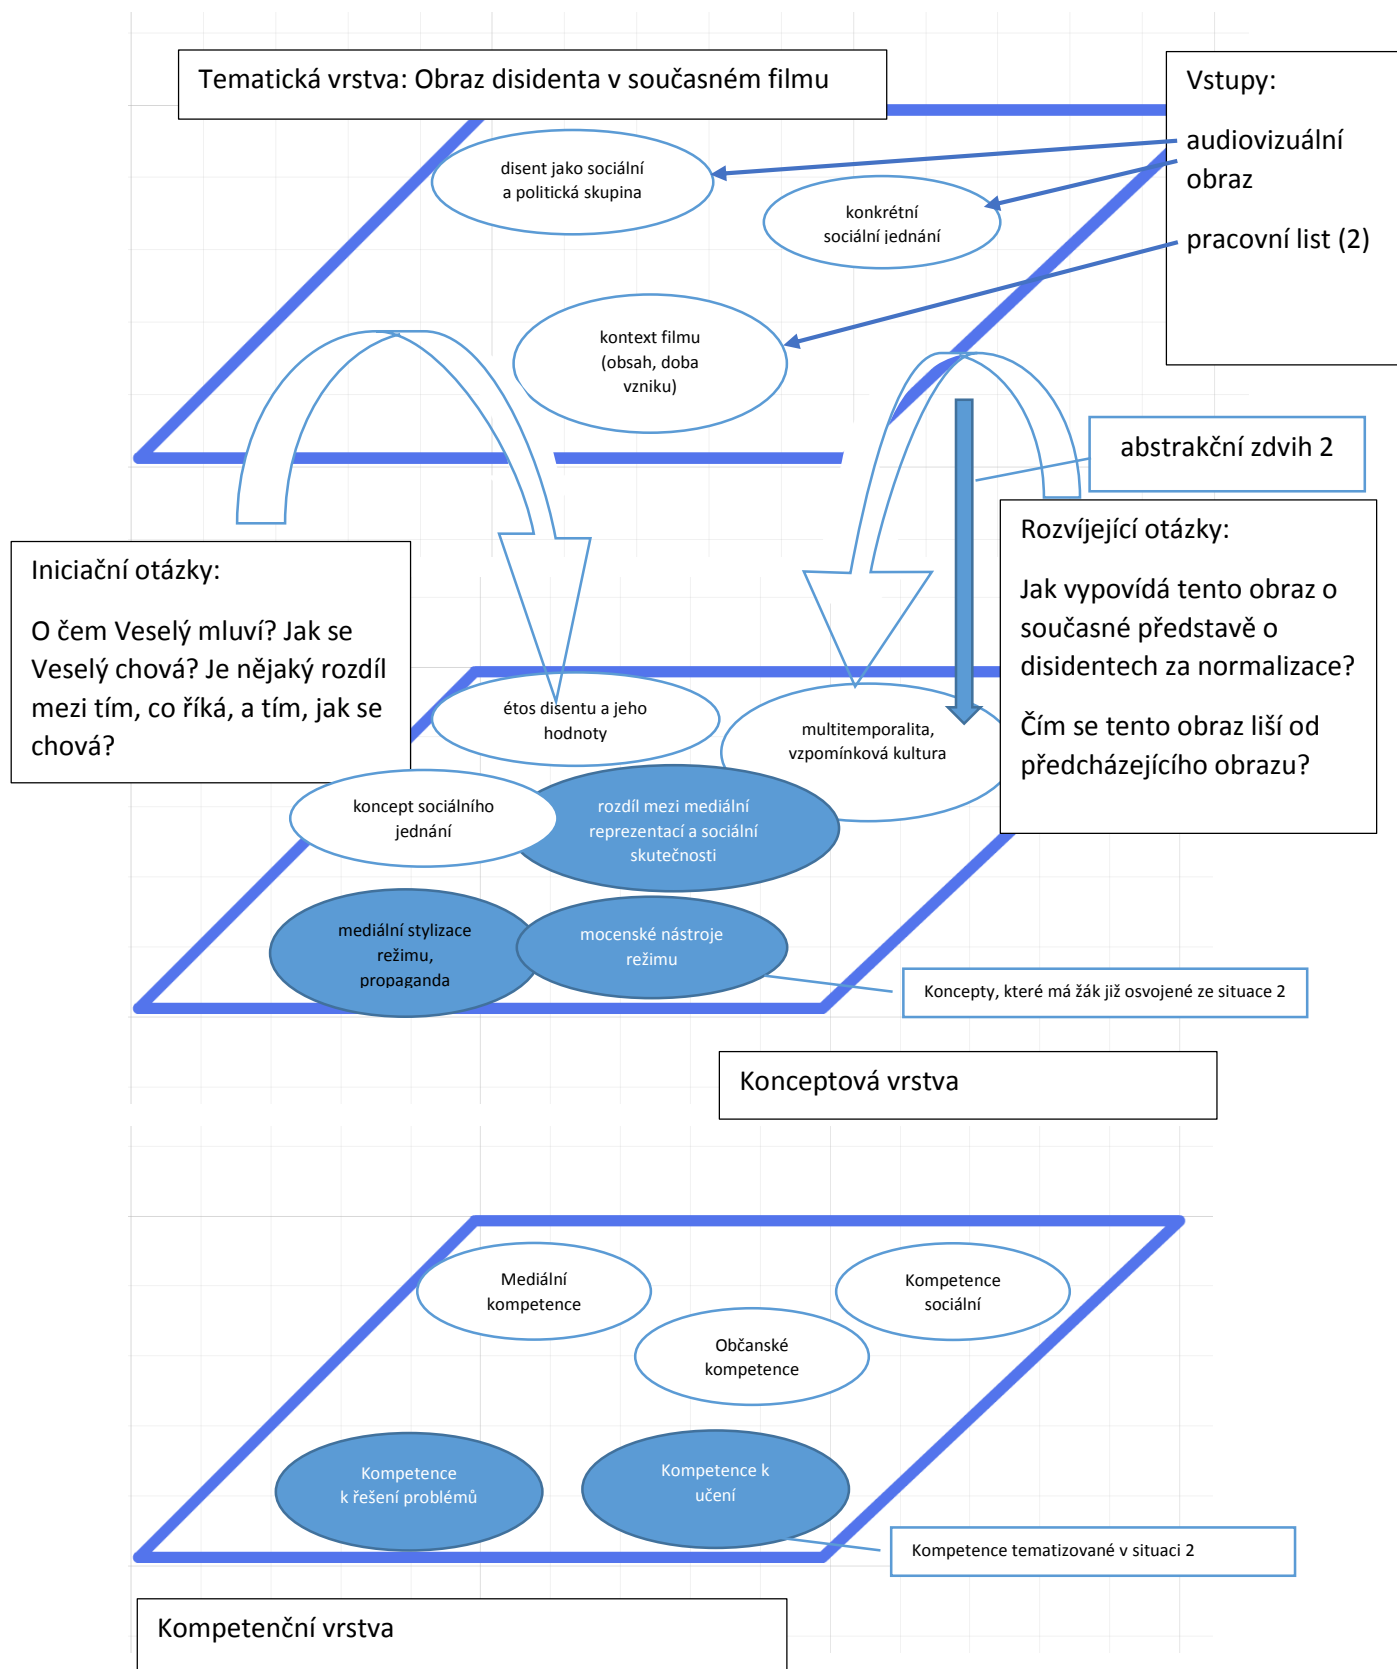 Tematická vrstva: Obraz disidenta v současném filmu
Vstupy:
audiovizuální
obraz
pracovní list (2)
disent jako sociální
a politická skupina
konkrétní
sociální jednání
kontext filmu
(obsah, doba
vzniku)
abstrakční zdvih 2
Iniciační otázky:
O čem Veselý mluví? Jak se
Veselý chová? Je nějaký rozdíl
mezi tím, co říká, a tím, jak se
chová?
Rozvíjející otázky:
Jak vypovídá tento obraz o
současné představě o
disidentech za normalizace?
Čím se tento obraz liší od
předcházejícího obrazu?
étos disentu a jeho
hodnoty
multitemporalita,
vzpomínková kultura
koncept sociálního
jednání
rozdíl mezi mediální
reprezentací a sociální
skutečnosti
mediální stylizace
režimu,
propaganda
mocenské nástroje
režimu
Koncepty, které má žák již osvojené ze situace 2
Konceptová vrstva
Mediální
kompetence
Kompetence
sociální
Občanské
kompetence
Kompetence
k řešení problémů
Kompetence k
učení
Kompetence tematizované v situaci 2
Kompetenční vrstva